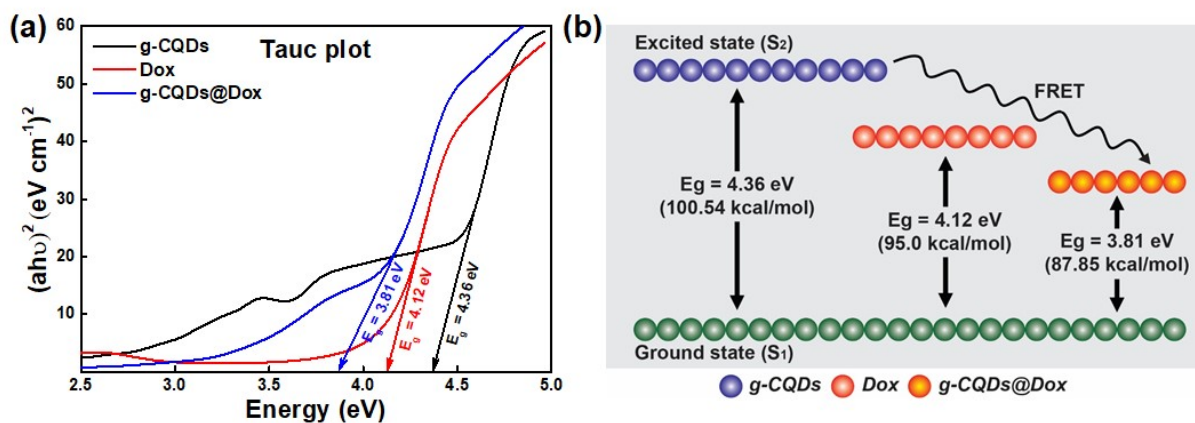 (a)
Tauc plot
g-CQDs
Dox
g-CQDs@Dox
(ahυ)² (eV cm⁻¹)²
60
50
40
30
20
10
E_g = 3.81 eV
E_g = 4.12 eV
E_g = 4.36 eV
2.5 3.0 3.5 4.0 4.5 5.0
Energy (eV)
(b)
Excited state (S₂)
FRET
Eg = 4.36 eV
(100.54 kcal/mol)
Eg = 4.12 eV
(95.0 kcal/mol)
Eg = 3.81 eV
(87.85 kcal/mol)
Ground state (S₁)
g-CQDs Dox g-CQDs@Dox